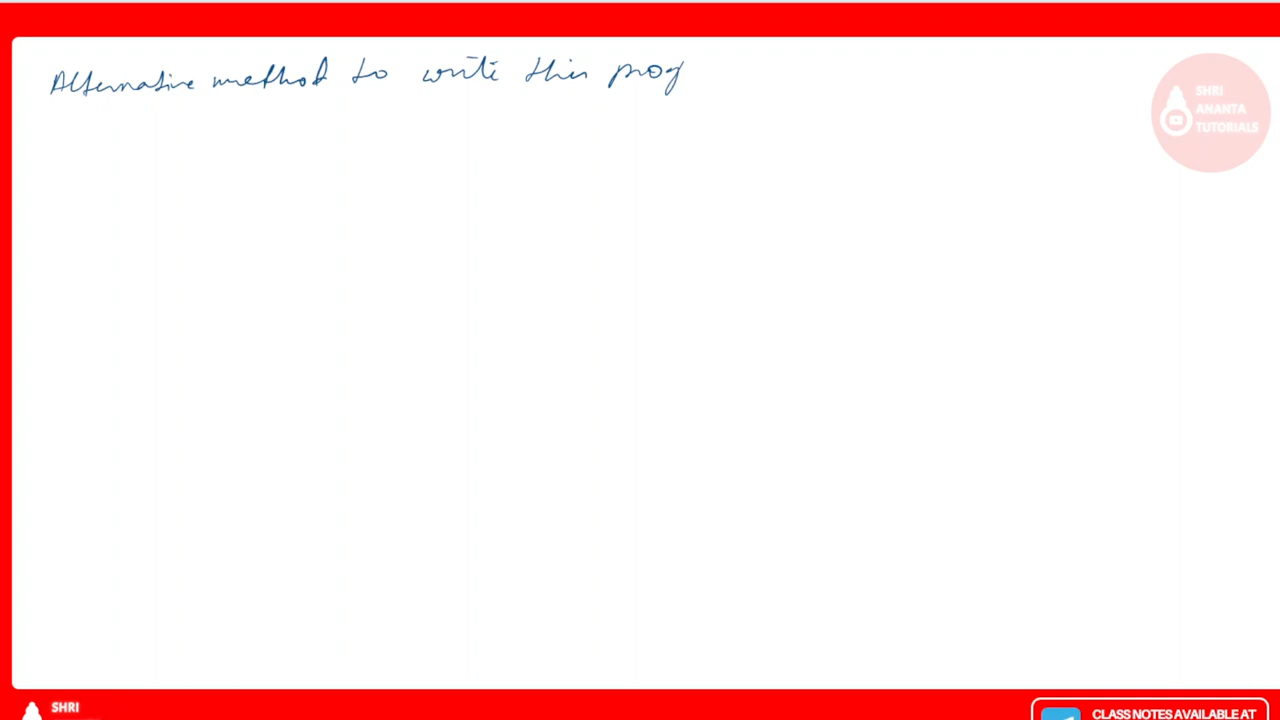 Alternative method to write this prog
SHRI
ANANTA
TUTORIALS
SHRI
CLASS NOTES AVAILABLE AT